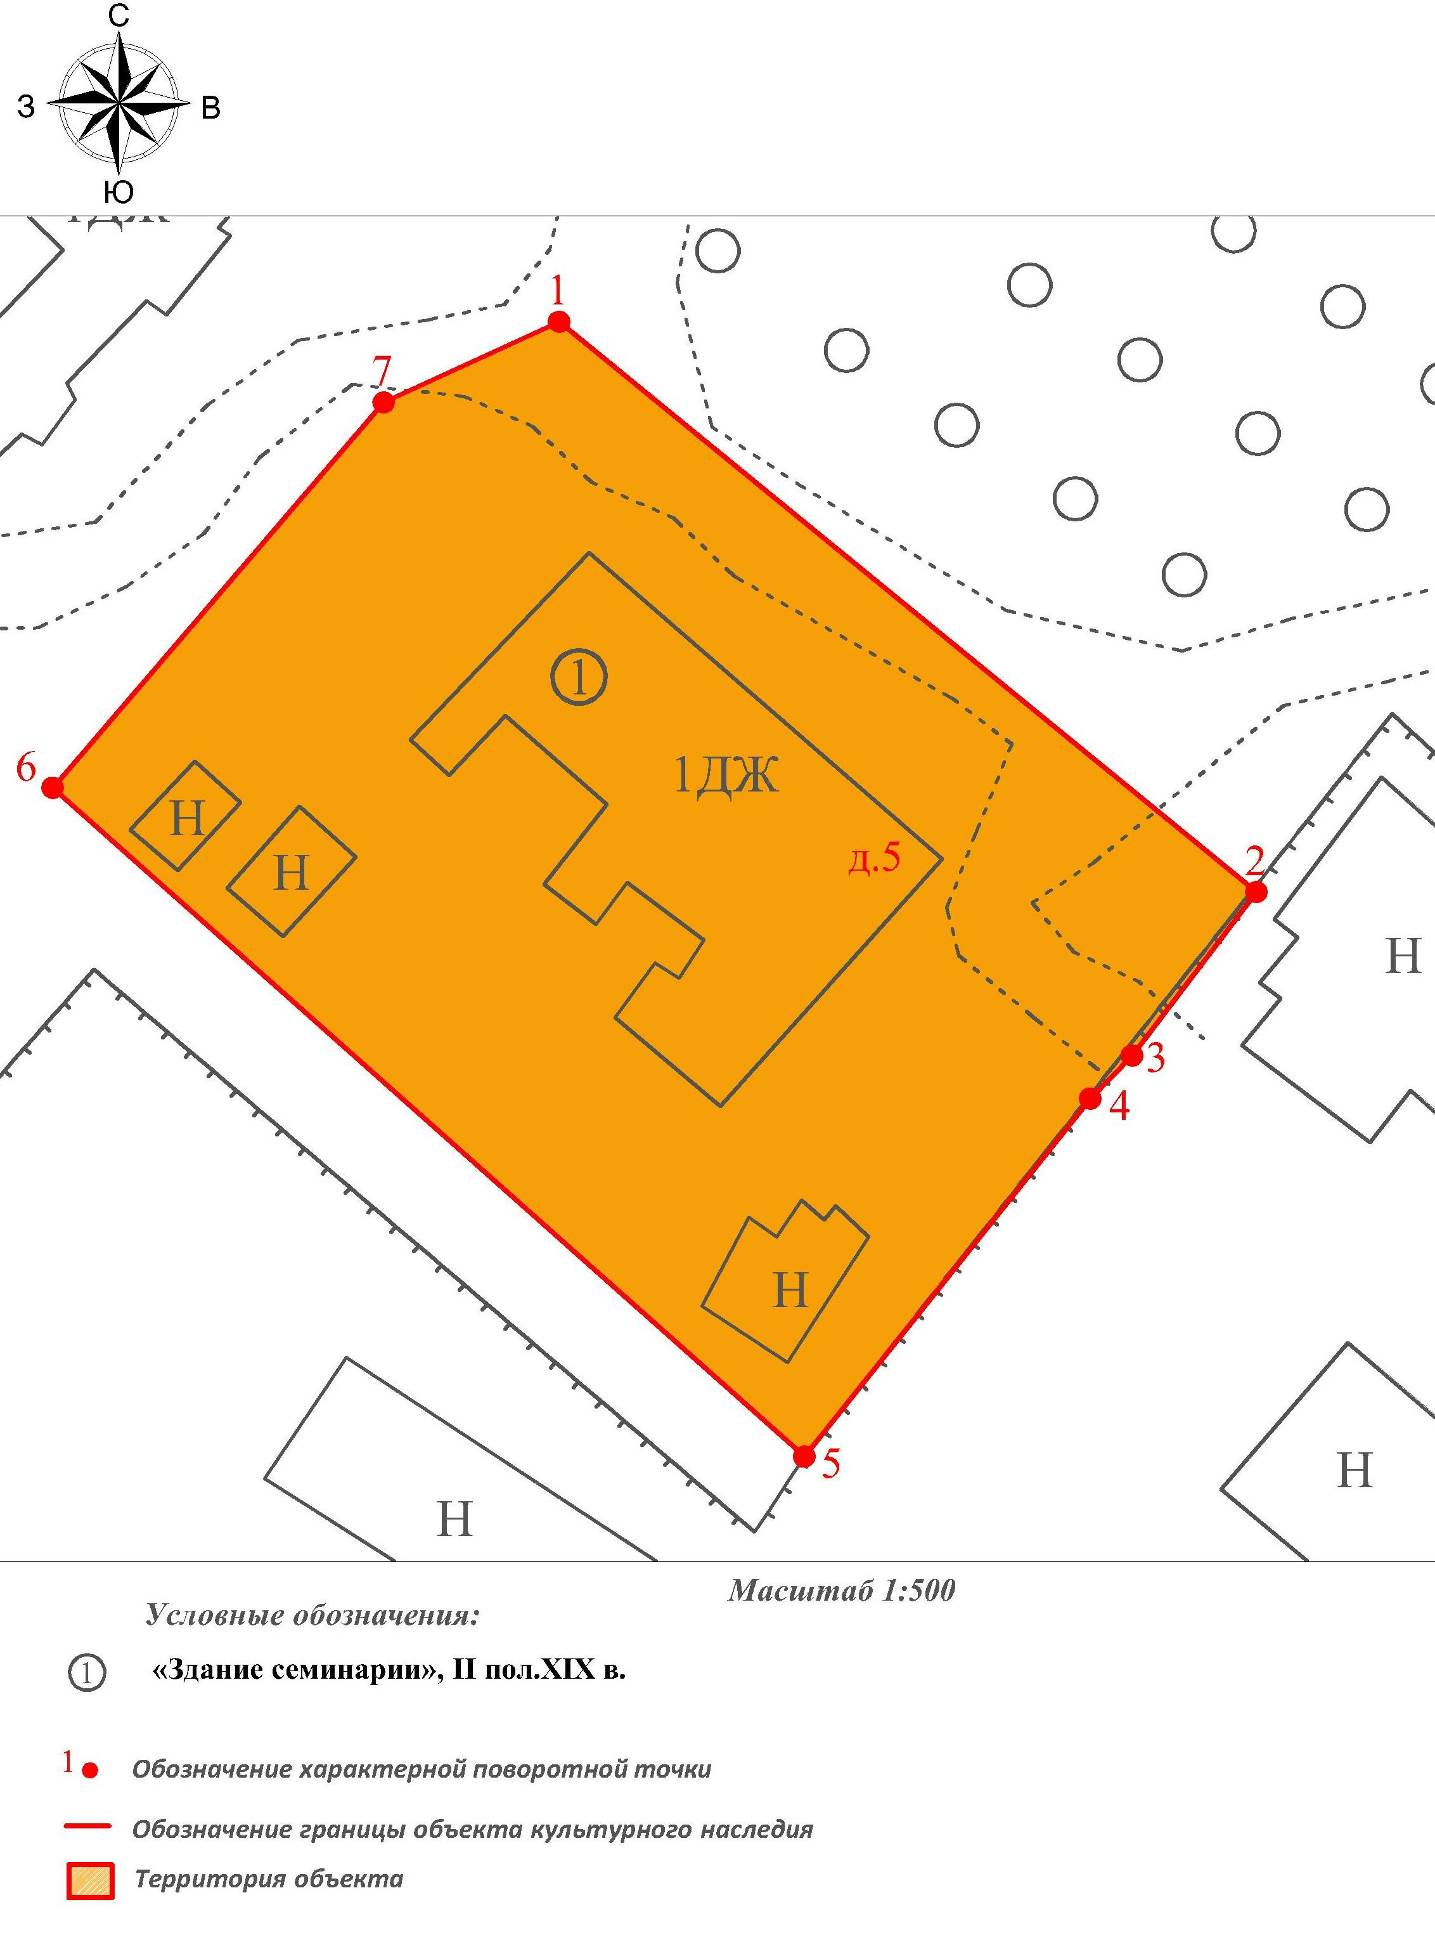 С
З
В
Ю
1ДЖ
1
7
1
1ДЖ
6
Н
д.5
2
Н
Н
3
4
Н
Н
5
Н
Н
Масштаб 1:500
Условные обозначения:
1 «Здание семинарии», II пол.XIX в.
1 Обозначение характерной поворотной точки
Обозначение границы объекта культурного наследия
Территория объекта